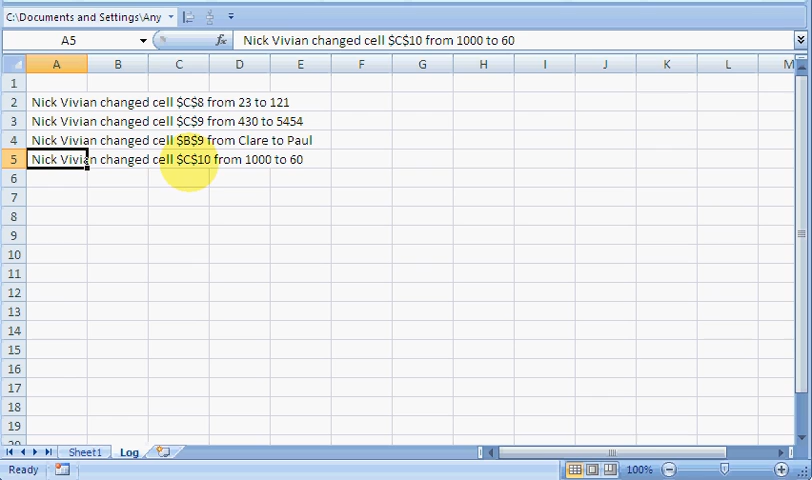 C:\Documents and Settings\Any
A5
fx
Nick Vivian changed cell $C$10 from 1000 to 60
A B C D E F G H I J K L M
1
2 Nick Vivian changed cell $C$8 from 23 to 121
3 Nick Vivian changed cell $C$9 from 430 to 5454
4 Nick Vivian changed cell $B$9 from Clare to Paul
5 Nick Vivian changed cell $C$10 from 1000 to 60
6
7
8
9
10
11
12
13
14
15
16
17
18
19
20
Sheet1 Log
Ready 100%